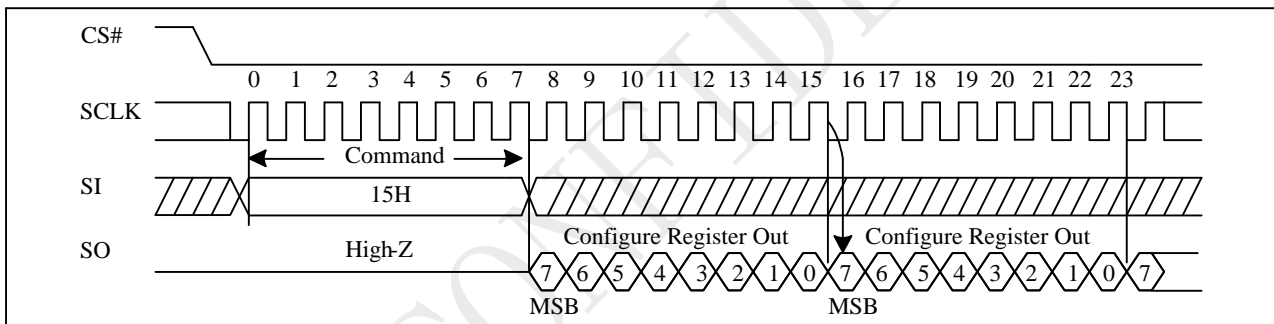 CS#
0 1 2 3 4 5 6 7 8 9 10 11 12 13 14 15 16 17 18 19 20 21 22 23
SCLK
Command
SI
15H
SO
High-Z
Configure Register Out
Configure Register Out
7 6 5 4 3 2 1 0 7 6 5 4 3 2 1 0 7
MSB
MSB